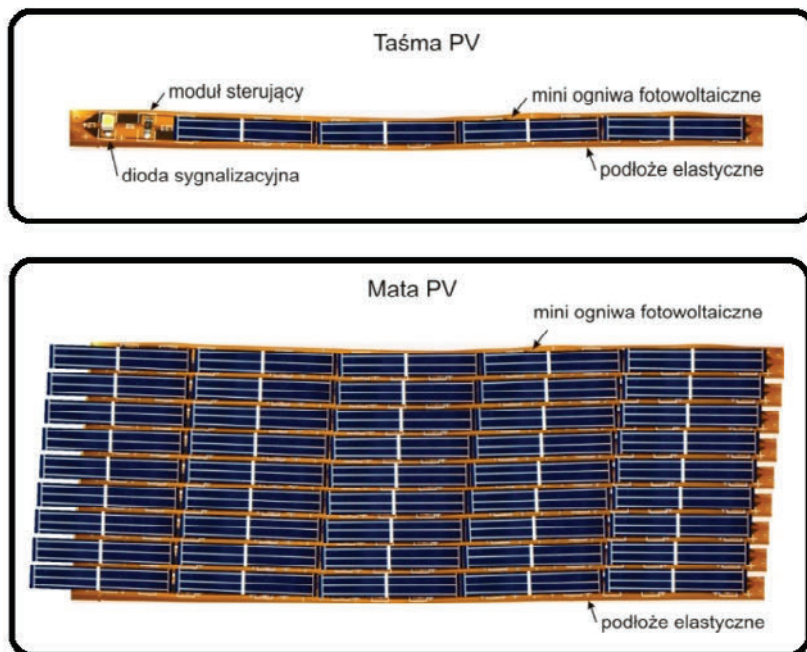 Taśma PV
moduł sterujący
mini ogniwa fotowoltaiczne
dioda sygnalizacyjna
podłoże elastyczne
Mata PV
mini ogniwa fotowoltaiczne
podłoże elastyczne